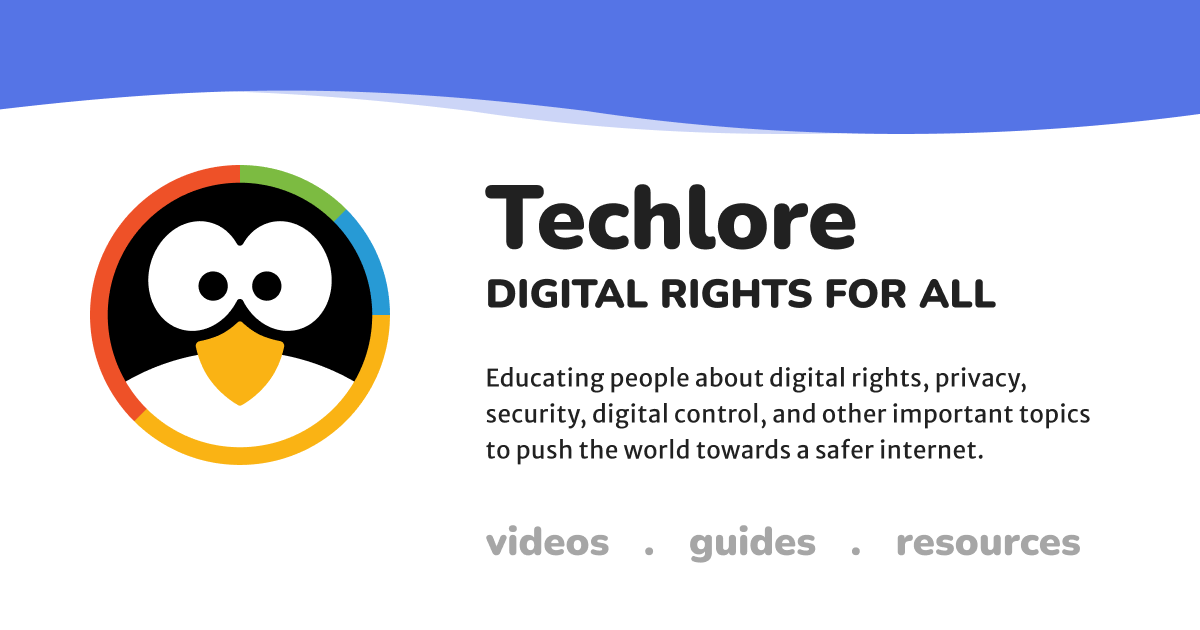 Techlore
DIGITAL RIGHTS FOR ALL
Educating people about digital rights, privacy,
security, digital control, and other important topics
to push the world towards a safer internet.
videos . guides . resources